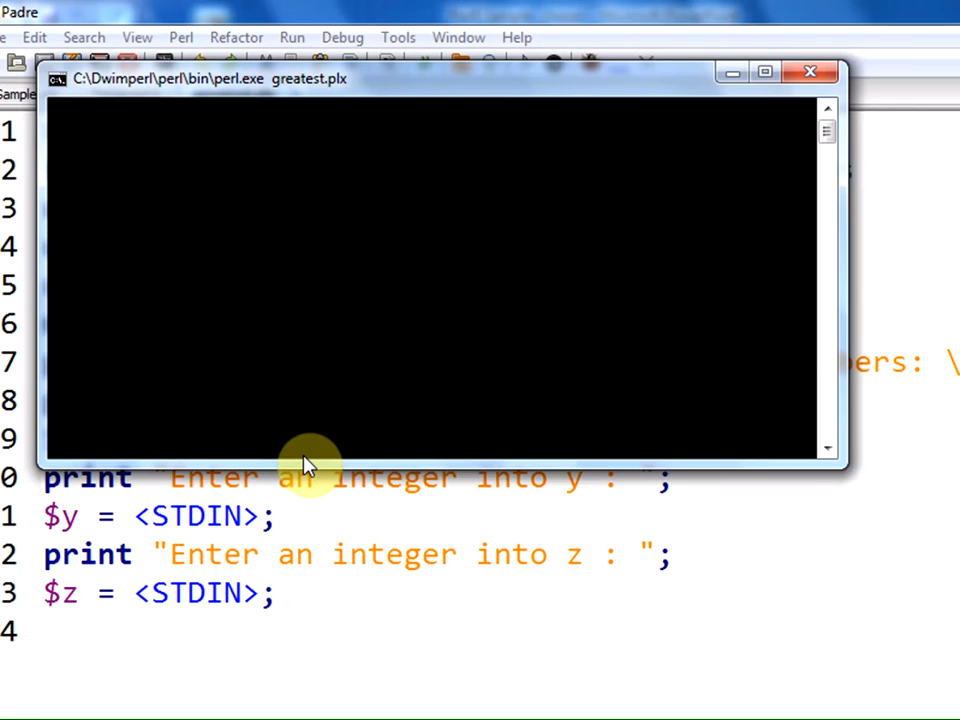 Padre
Edit Search View Perl Refactor Run Debug Tools Window Help
C:\Dwimperl\perl\bin\perl.exe greatest.plx
Sample
1
2
3
4
5
6
7 bers: \
8
9
0 print "Enter an integer into y : ";
1 $y = <STDIN>;
2 print "Enter an integer into z : ";
3 $z = <STDIN>;
4